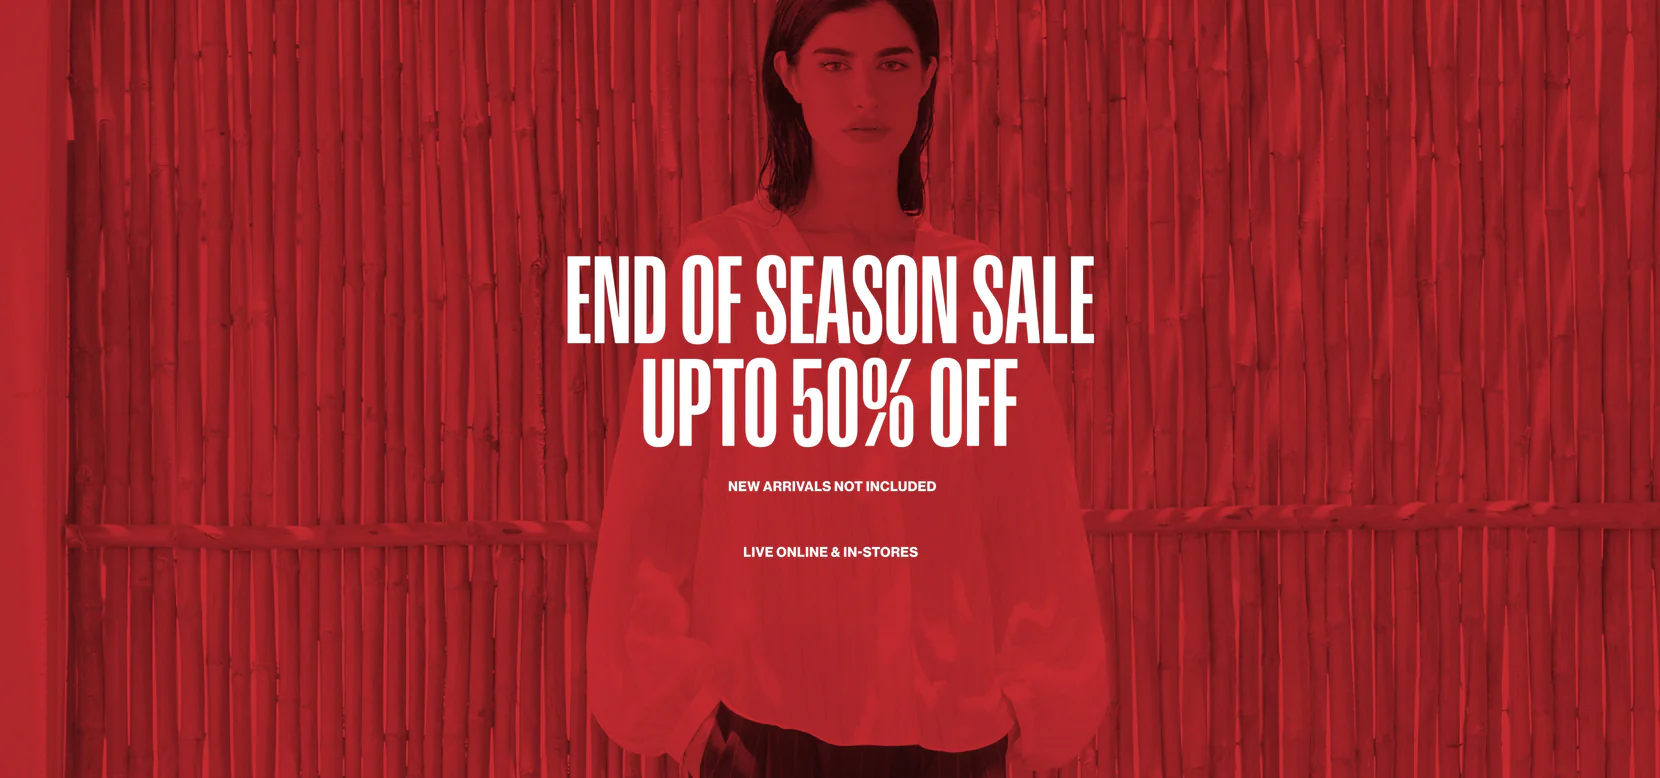 END OF SEASON SALE
UPTO 50% OFF
NEW ARRIVALS NOT INCLUDED
LIVE ONLINE & IN-STORES